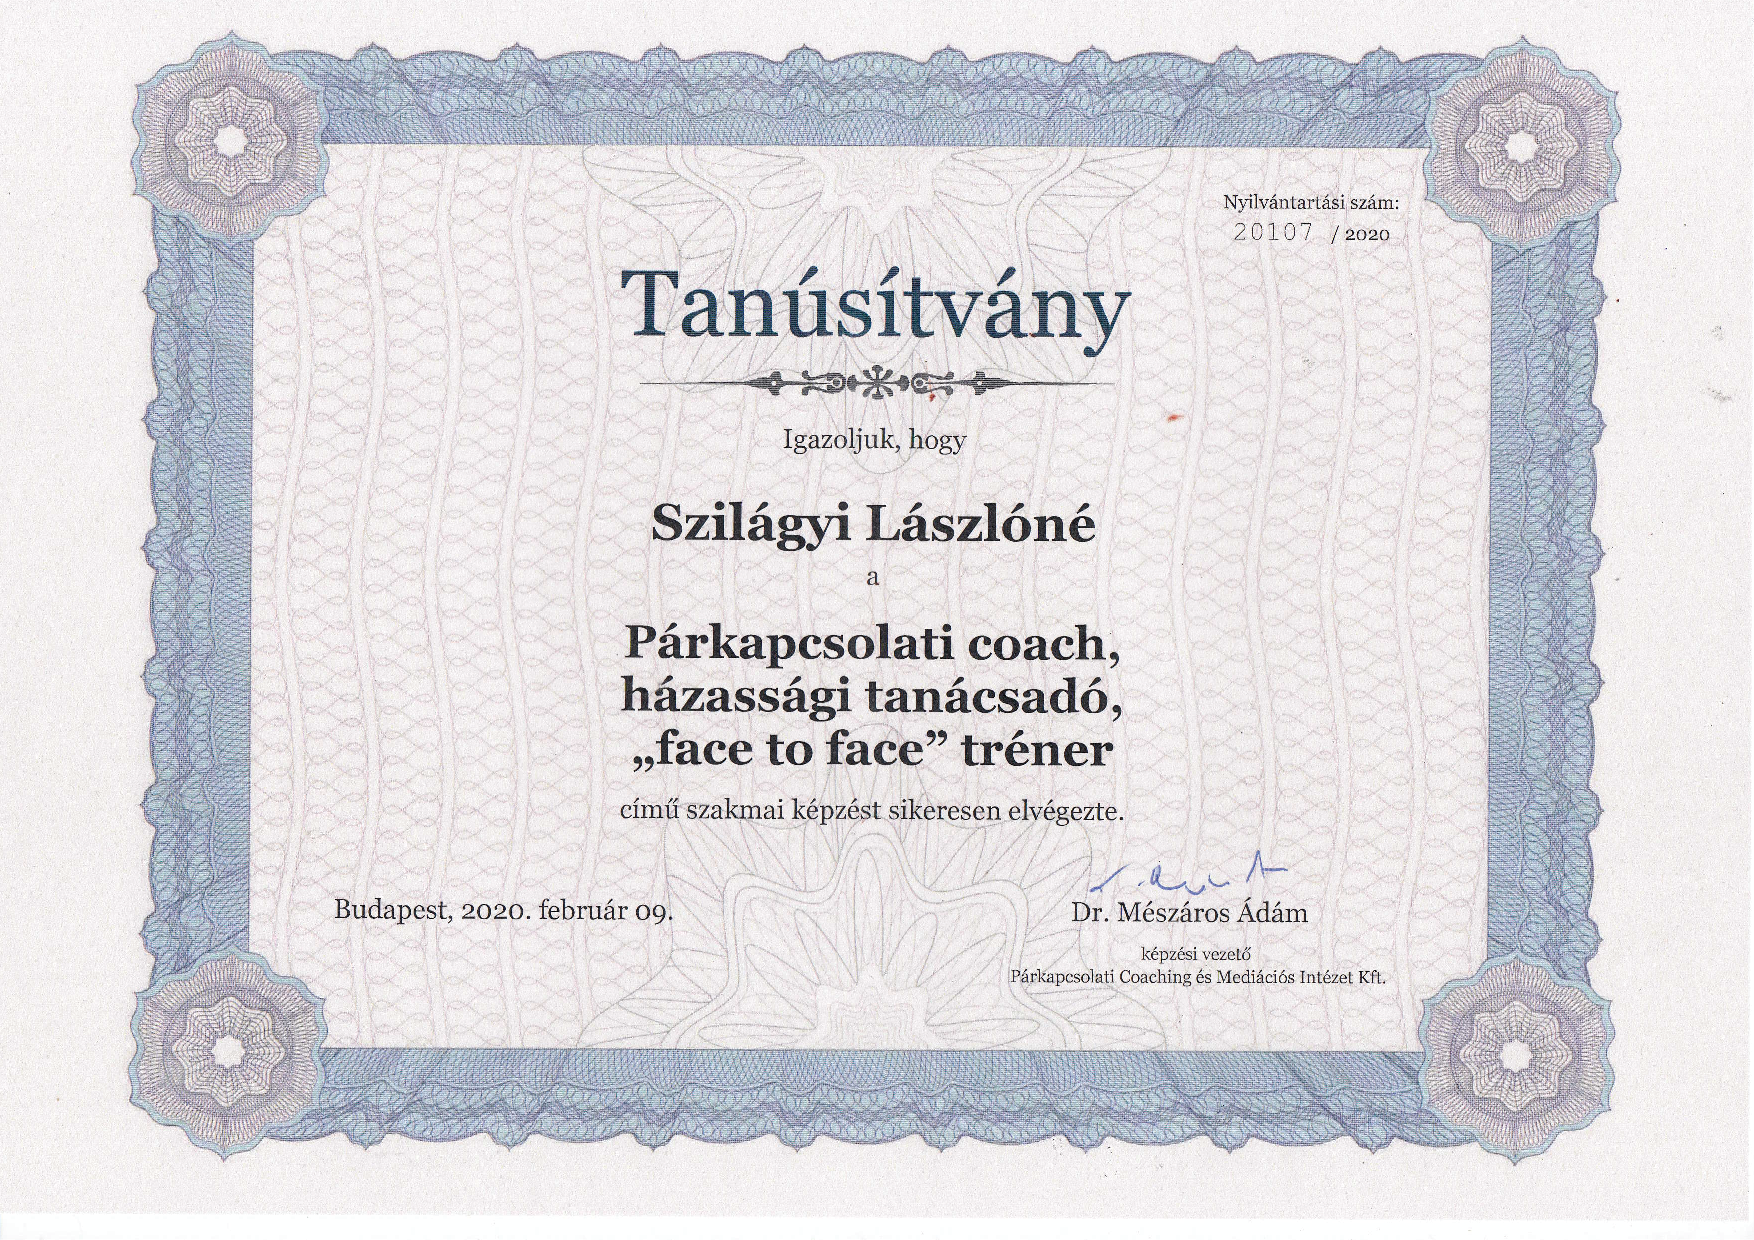 Nyilvántartási szám:
20107 / 2020
Tanúsítvány
Igazoljuk, hogy
Szilágyi Lászlóné
a
Párkapcsolati coach,
házassági tanácsadó,
„face to face” tréner
című szakmai képzést sikeresen elvégezte.
Budapest, 2020. február 09.
Dr. Mészáros Ádám
képzési vezető
Párkapcsolati Coaching és Mediációs Intézet Kft.